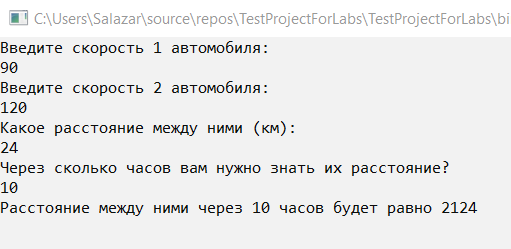 C:\Users\Salazar\source\repos\TestProjectForLabs\TestProjectForLabs\bi
Введите скорость 1 автомобиля:
90
Введите скорость 2 автомобиля:
120
Какое расстояние между ними (км):
24
Через сколько часов вам нужно знать их расстояние?
10
Расстояние между ними через 10 часов будет равно 2124